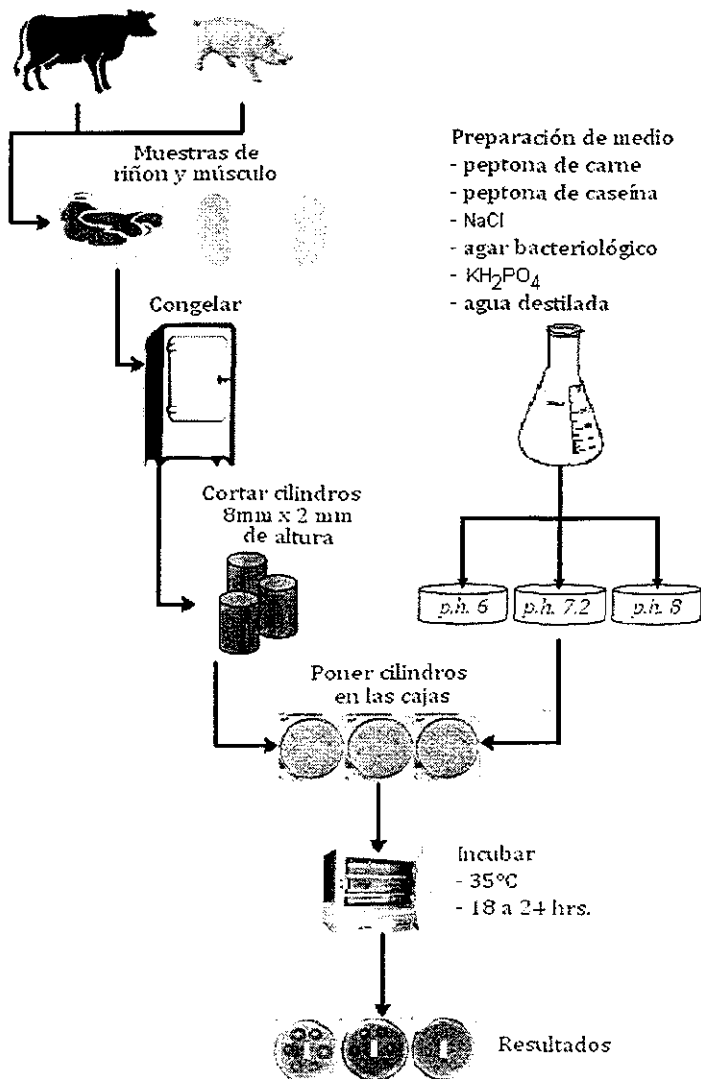 Muestras de
riñon y músculo
Congelar
Cortar cilindros
8mm x 2 mm
de altura
Preparación de medio
- peptona de carne
- peptona de caseína
- NaCl
- agar bacteriológico
- KH₂PO₄
- agua destilada
p.h. 6
p.h. 7.2
p.h. 8
Poner cilindros
en las cajas
Incubar
- 35°C
- 18 a 24 hrs.
Resultados